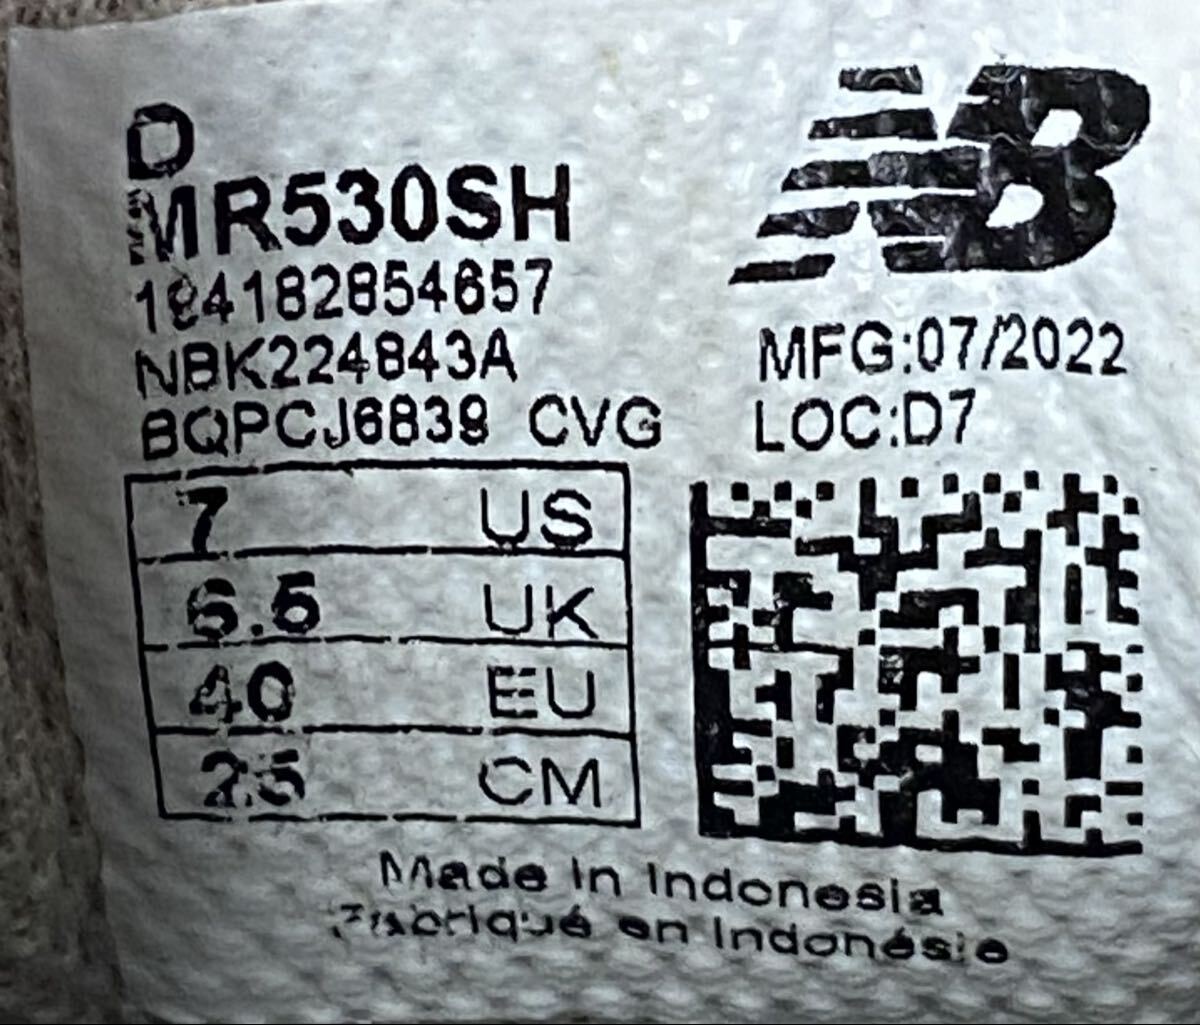 D
MR530SH
194182854657
NBK224843A
BQPCJ6839 CVG
7 US
6.5 UK
40 EU
25 CM
NB
MFG:07/2022
LOC:D7
Made in Indonesia
Fabriqué en Indonésie